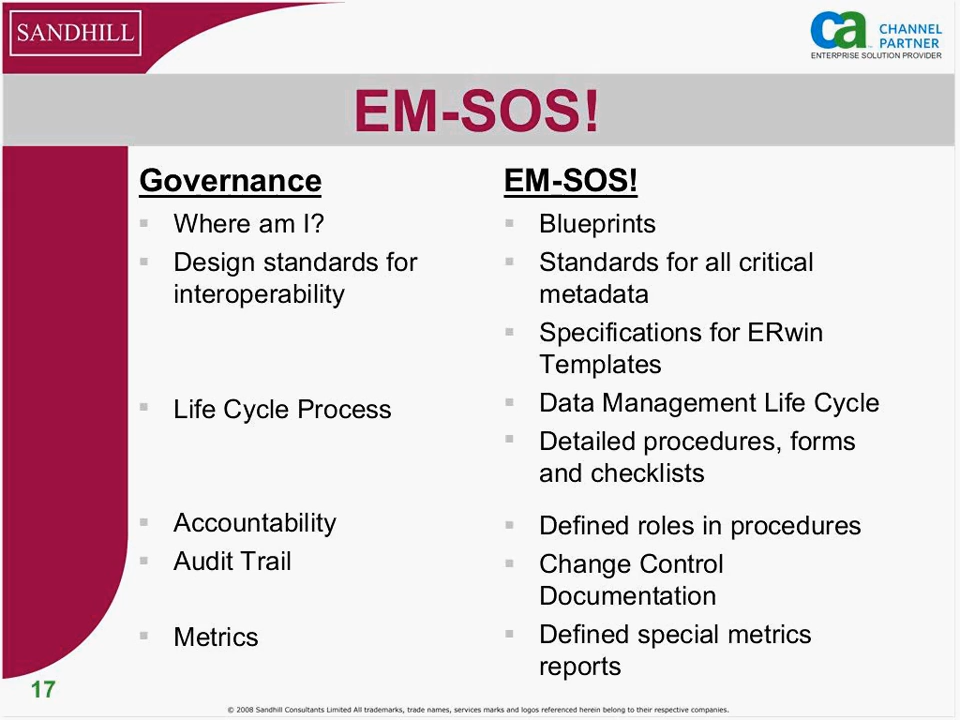 SANDHILL
ca CHANNEL
PARTNER
ENTERPRISE SOLUTION PROVIDER
EM-SOS!
Governance
▪ Where am I?
▪ Design standards for
interoperability
▪ Life Cycle Process
▪ Accountability
▪ Audit Trail
▪ Metrics
EM-SOS!
▪ Blueprints
▪ Standards for all critical
metadata
▪ Specifications for ERwin
Templates
▪ Data Management Life Cycle
▪ Detailed procedures, forms
and checklists
▪ Defined roles in procedures
▪ Change Control
Documentation
▪ Defined special metrics
reports
17
© 2008 Sandhill Consultants Limited All trademarks, trade names, services marks and logos referenced herein belong to their respective companies.